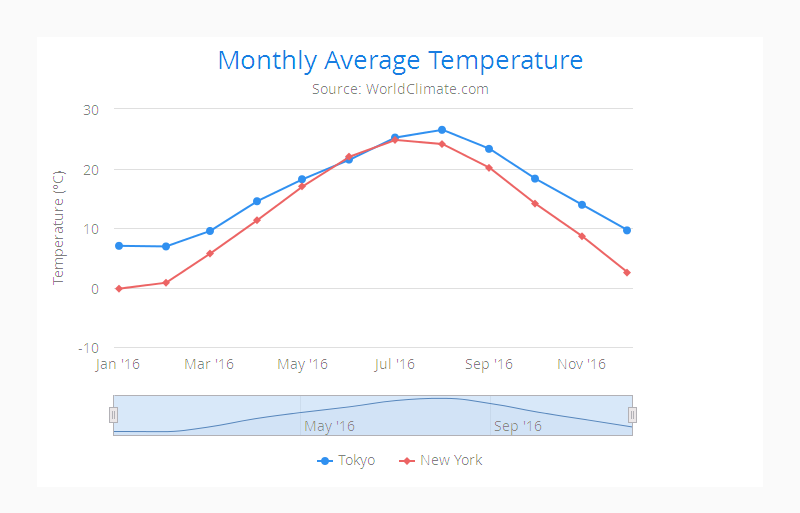 Monthly Average Temperature
Source: WorldClimate.com
Temperature (°C)
30
20
10
0
-10
Jan '16 Mar '16 May '16 Jul '16 Sep '16 Nov '16
May '16 Sep '16
Tokyo New York